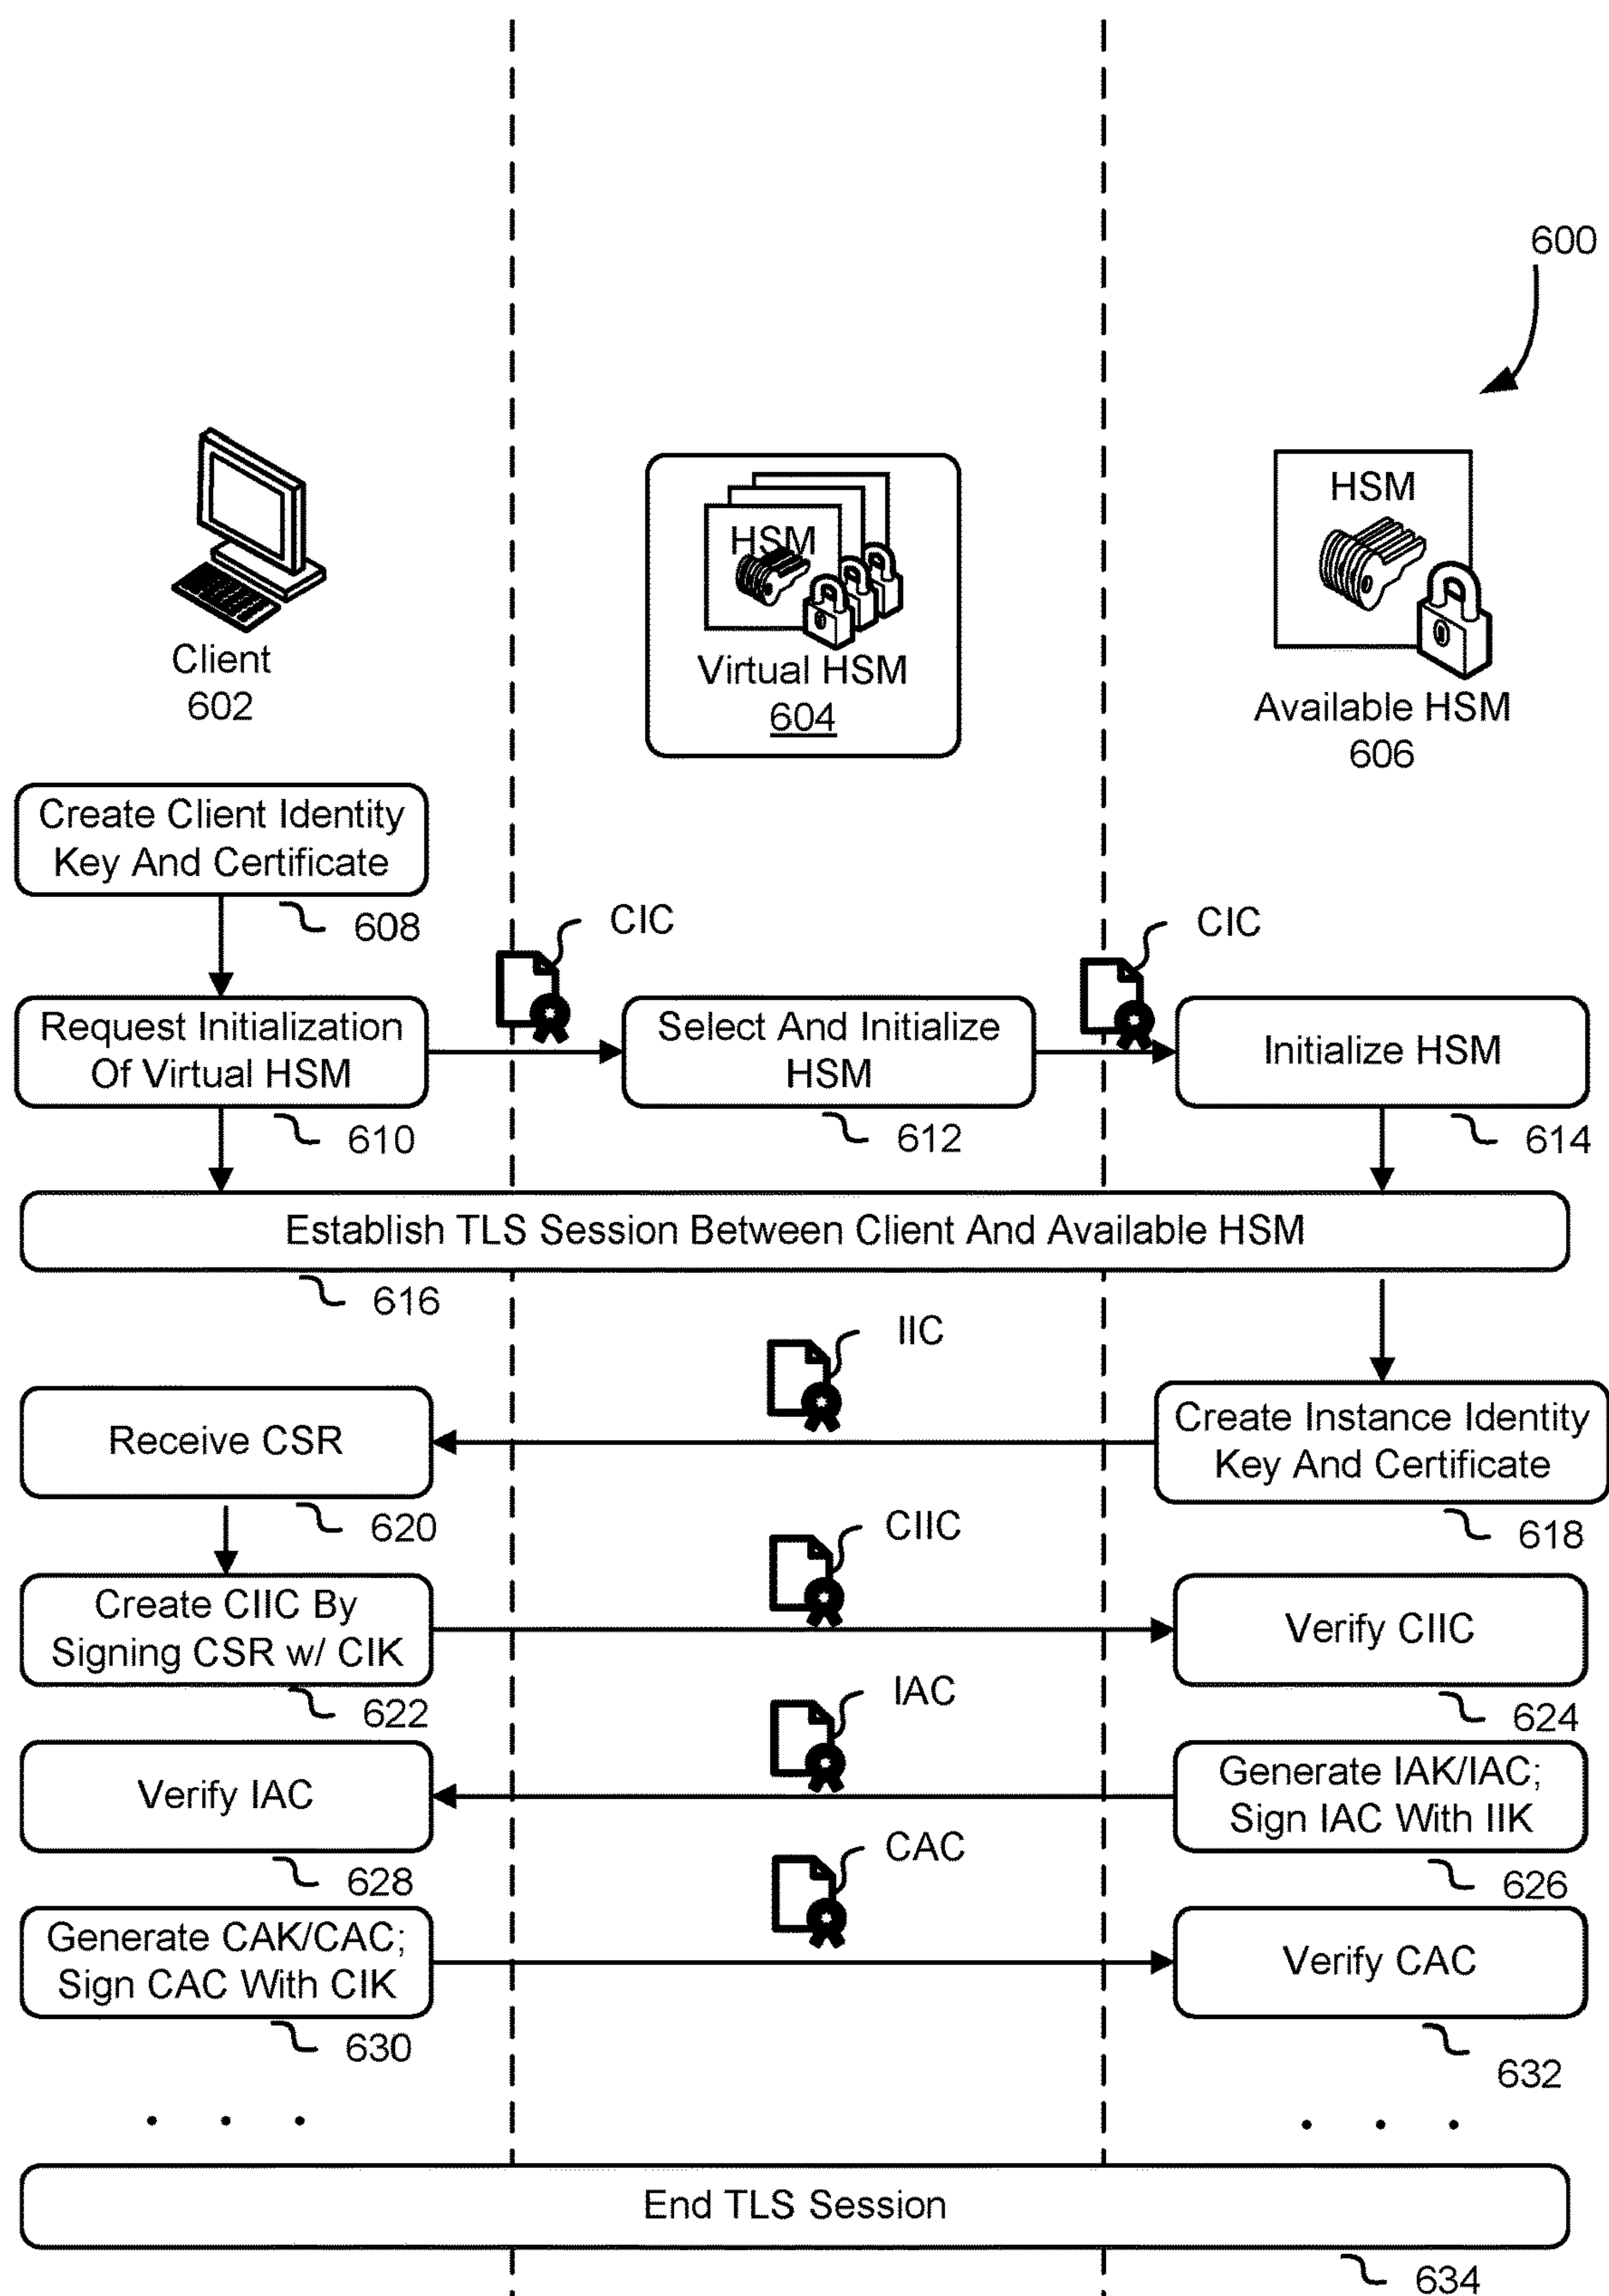 600
HSM
HSM
Client
602
Virtual HSM
604
Available HSM
606
Create Client Identity
Key And Certificate
608
CIC
CIC
Request Initialization
Of Virtual HSM
610
Select And Initialize
HSM
612
Initialize HSM
614
Establish TLS Session Between Client And Available HSM
616
IIC
Receive CSR
620
Create Instance Identity
Key And Certificate
618
CIIC
Create CIIC By
Signing CSR w/ CIK
622
Verify CIIC
624
IAC
Verify IAC
628
Generate IAK/IAC;
Sign IAC With IIK
626
CAC
Generate CAK/CAC;
Sign CAC With CIK
630
Verify CAC
632
. . .
. . .
End TLS Session
634